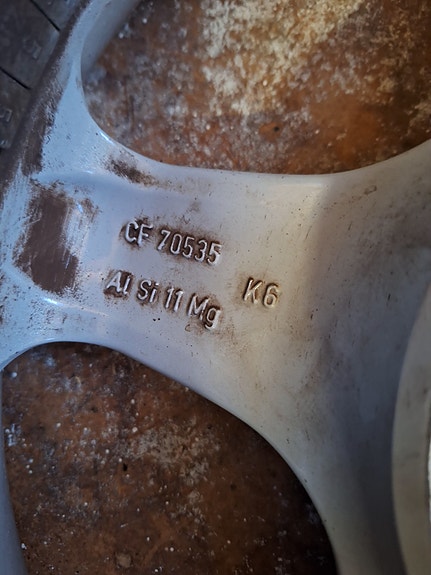 CF 70535
Al Si 11 Mg
K6